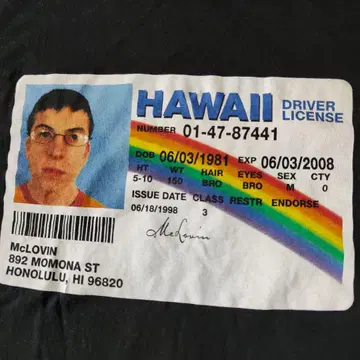 HAWAII DRIVER LICENSE
NUMBER 01-47-87441
DOB 06/03/1981 EXP 06/03/2008
HT WT HAIR EYES SEX CTY
5-10 150 BRO BRO M 0
ISSUE DATE CLASS RESTR ENDORSE
06/18/1998 3
McLovin
McLOVIN
892 MOMONA ST
HONOLULU, HI 96820